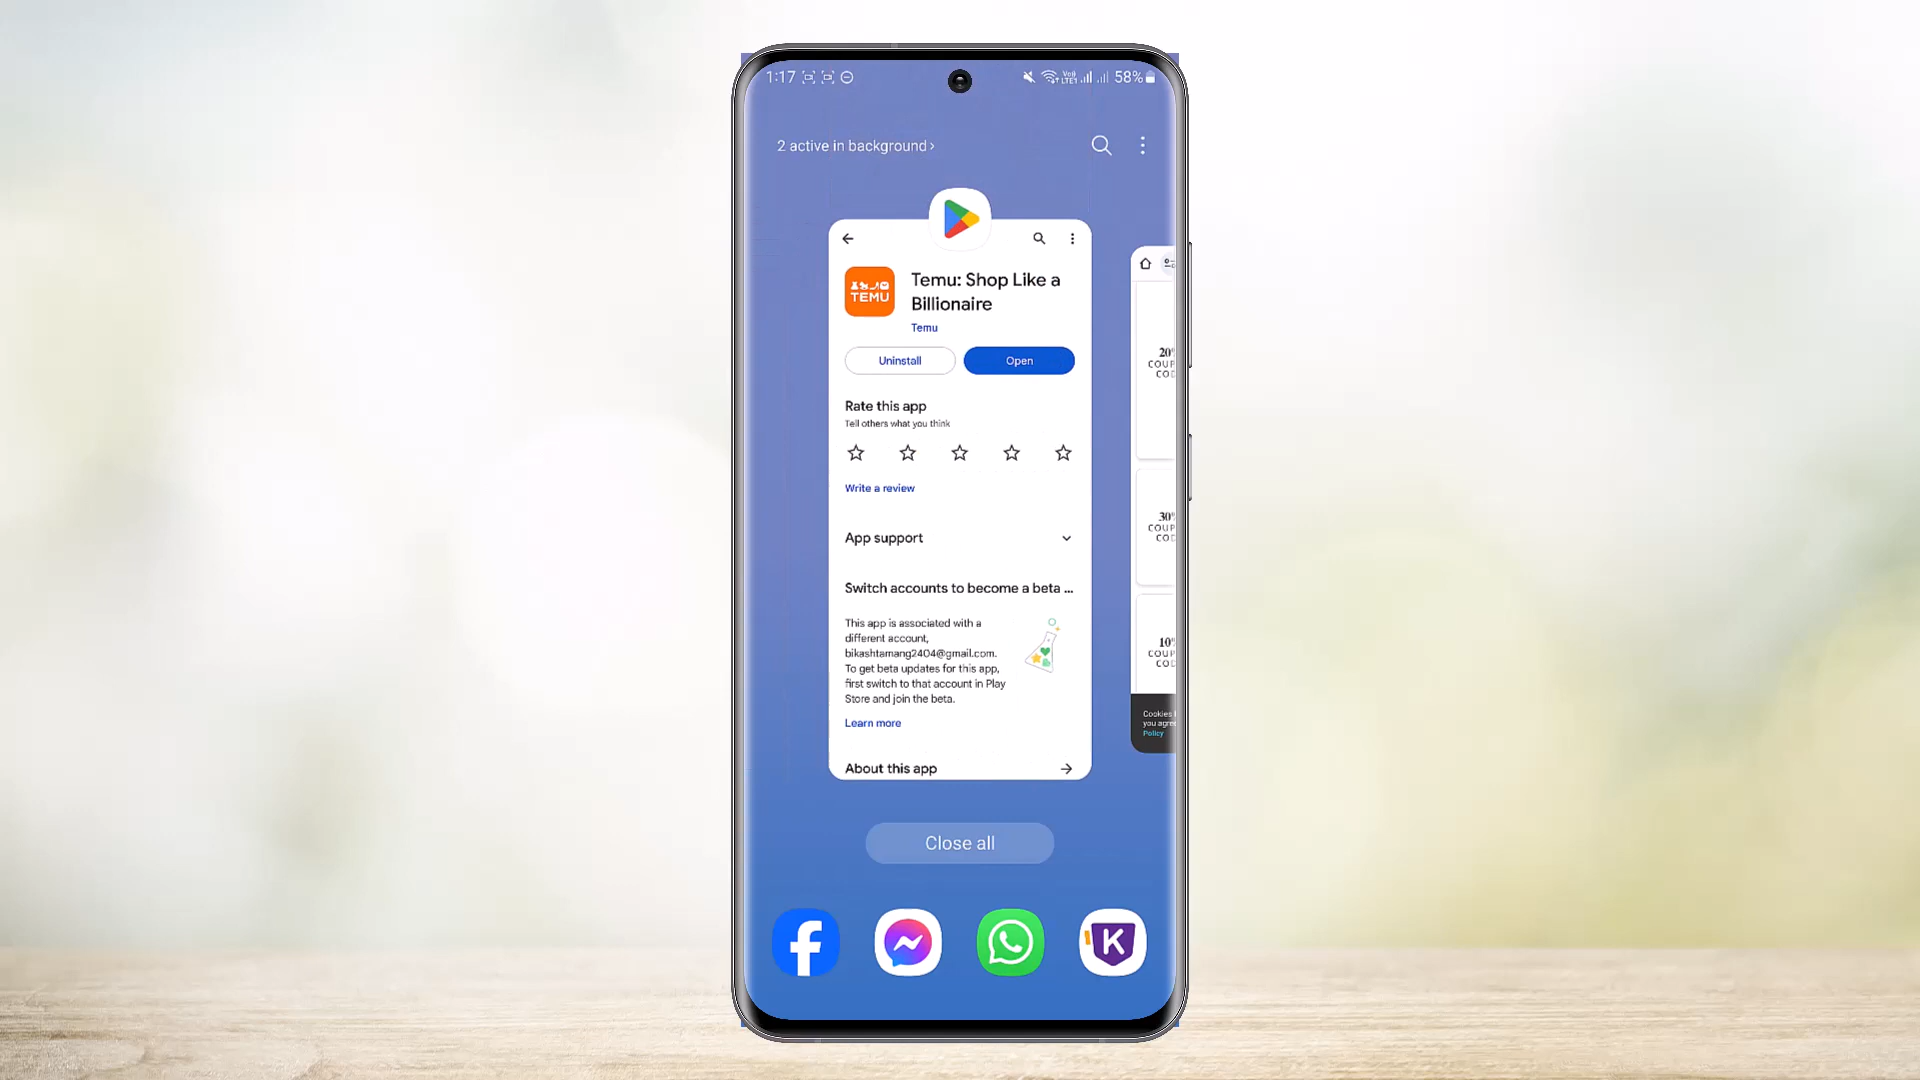 1:17
Vo))
LTE1
58%
2 active in background ›
TEMU
Temu: Shop Like a
Billionaire
Temu
Uninstall
Open
Rate this app
Tell others what you think
Write a review
App support
Switch accounts to become a beta ...
This app is associated with a
different account,
bikashtamang2404@gmail.com.
To get beta updates for this app,
first switch to that account in Play
Store and join the beta.
Learn more
About this app
20
COUP
30
COUP
10
COUP
Cookies
you agre
Policy
Close all
K